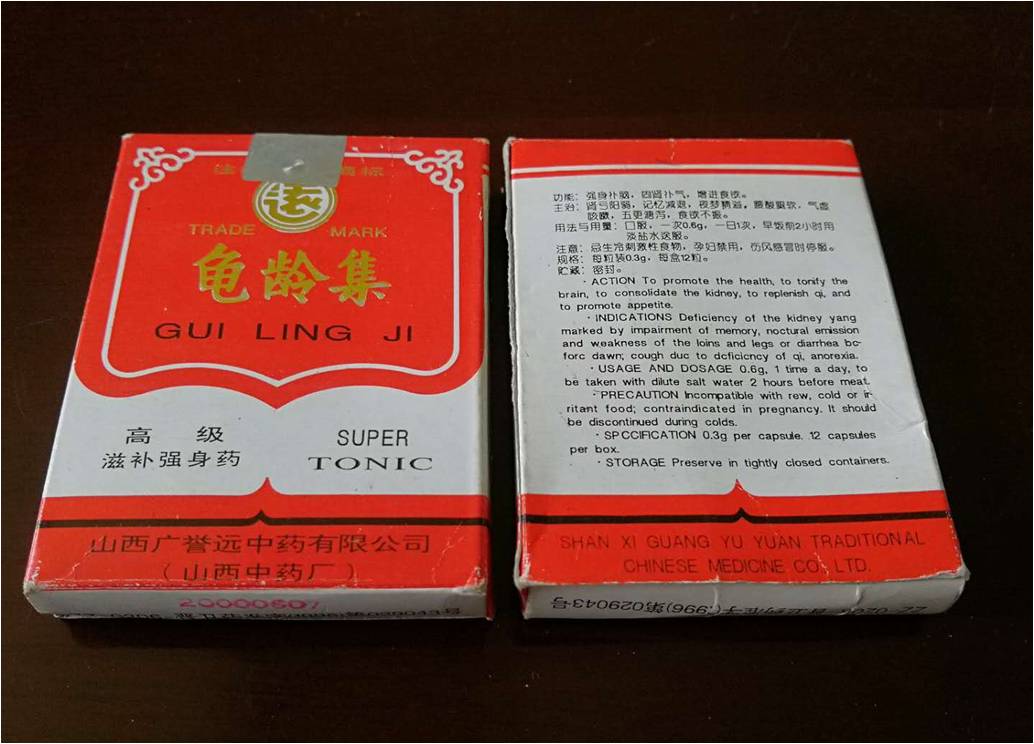 注 商标
TRADE MARK
龟龄集
GUI LING JI
高级
滋补强身药
SUPER
TONIC
山西广誉远中药有限公司
（山西中药厂）
20000607
功能：强身补脑，固肾补气，增进食欲。
主治：肾亏阳弱，记忆减退，夜梦精溢，腰酸腿软，气虚
咳嗽，五更溏泻，食欲不振。
用法与用量：口服，一次0.6g，一日1次，早饭前2小时用
淡盐水送服。
注意：忌生冷刺激性食物，孕妇禁用，伤风感冒时停服。
规格：每粒装0.3g，每盒12粒。
贮藏：密封。
· ACTION To promote the health, to tonify the
brain, to consolidate the kidney, to replenish qi, and
to promote appetite.
· INDICATIONS Deficiency of the kidney yang
marked by impairment of memory, noctural emission
and weakness of the loins and legs or diarrhea be-
fore dawn; cough due to deficiency of qi, anorexia.
· USAGE AND DOSAGE 0.6g, 1 time a day, to
be taken with dilute salt water 2 hours before meat.
· PRECAUTION Incompatible with rew, cold or ir-
ritant food; contraindicated in pregnancy. It should
be discontinued during colds.
· SPCCIFICATION 0.3g per capsule. 12 capsules
per box.
· STORAGE Preserve in tightly closed containers.
SHAN XI GUANG YU YUAN TRADITIONAL
CHINESE MEDICINE CO., LTD.
996)第029043号